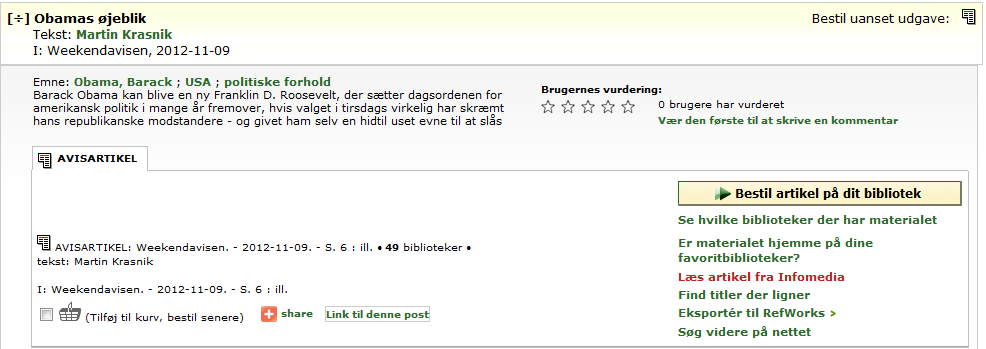 [÷] Obamas øjeblik
Bestil uanset udgave:
Tekst: Martin Krasnik
I: Weekendavisen, 2012-11-09
Emne: Obama, Barack ; USA ; politiske forhold
Barack Obama kan blive en ny Franklin D. Roosevelt, der sætter dagsordenen for
amerikansk politik i mange år fremover, hvis valget i tirsdags virkelig har skræmt
hans republikanske modstandere - og givet ham selv en hidtil uset evne til at slås
Brugernes vurdering:
0 brugere har vurderet
Vær den første til at skrive en kommentar
AVISARTIKEL
Bestil artikel på dit bibliotek
Se hvilke biblioteker der har materialet
Er materialet hjemme på dine
favoritbiblioteker?
Læs artikel fra Infomedia
Find titler der ligner
Eksportér til RefWorks >
Søg videre på nettet
AVISARTIKEL: Weekendavisen. - 2012-11-09. - S. 6 : ill. • 49 biblioteker •
tekst: Martin Krasnik
I: Weekendavisen. - 2012-11-09. - S. 6 : ill.
(Tilføj til kurv, bestil senere) share Link til denne post